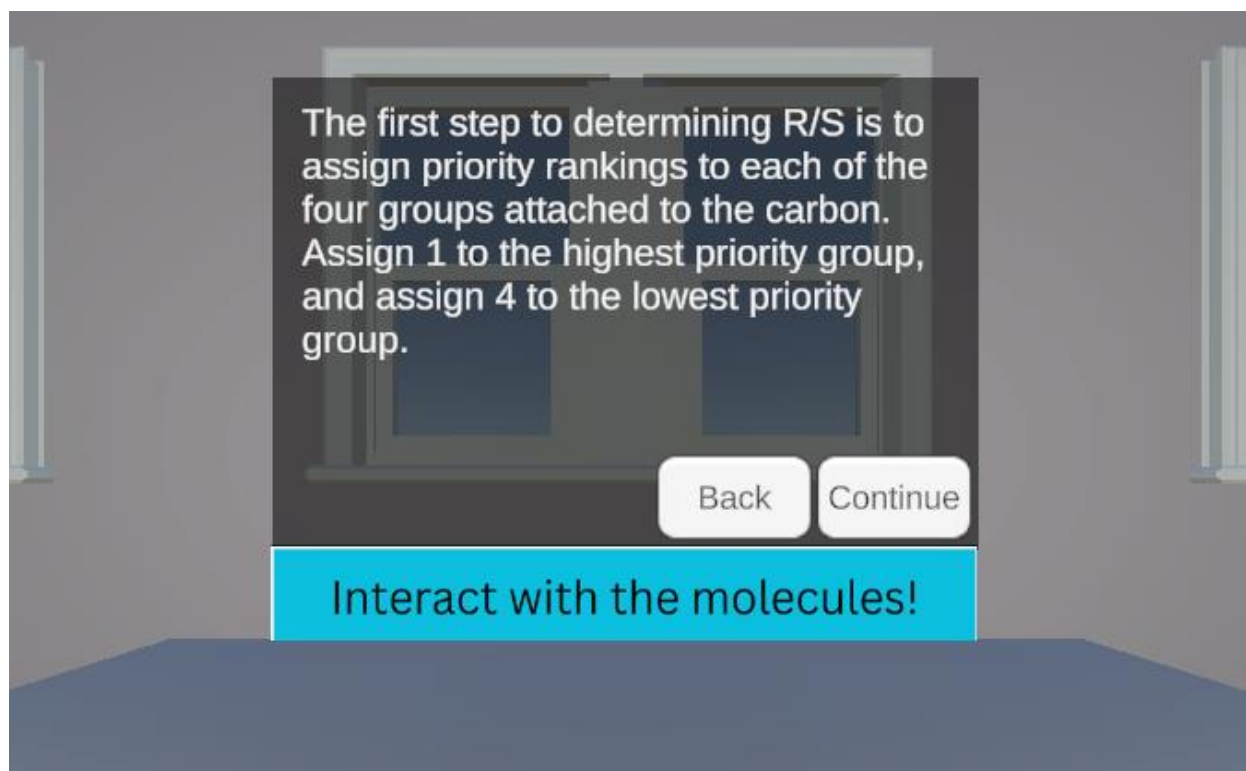 The first step to determining R/S is to
assign priority rankings to each of the
four groups attached to the carbon.
Assign 1 to the highest priority group,
and assign 4 to the lowest priority
group.
Back
Continue
Interact with the molecules!